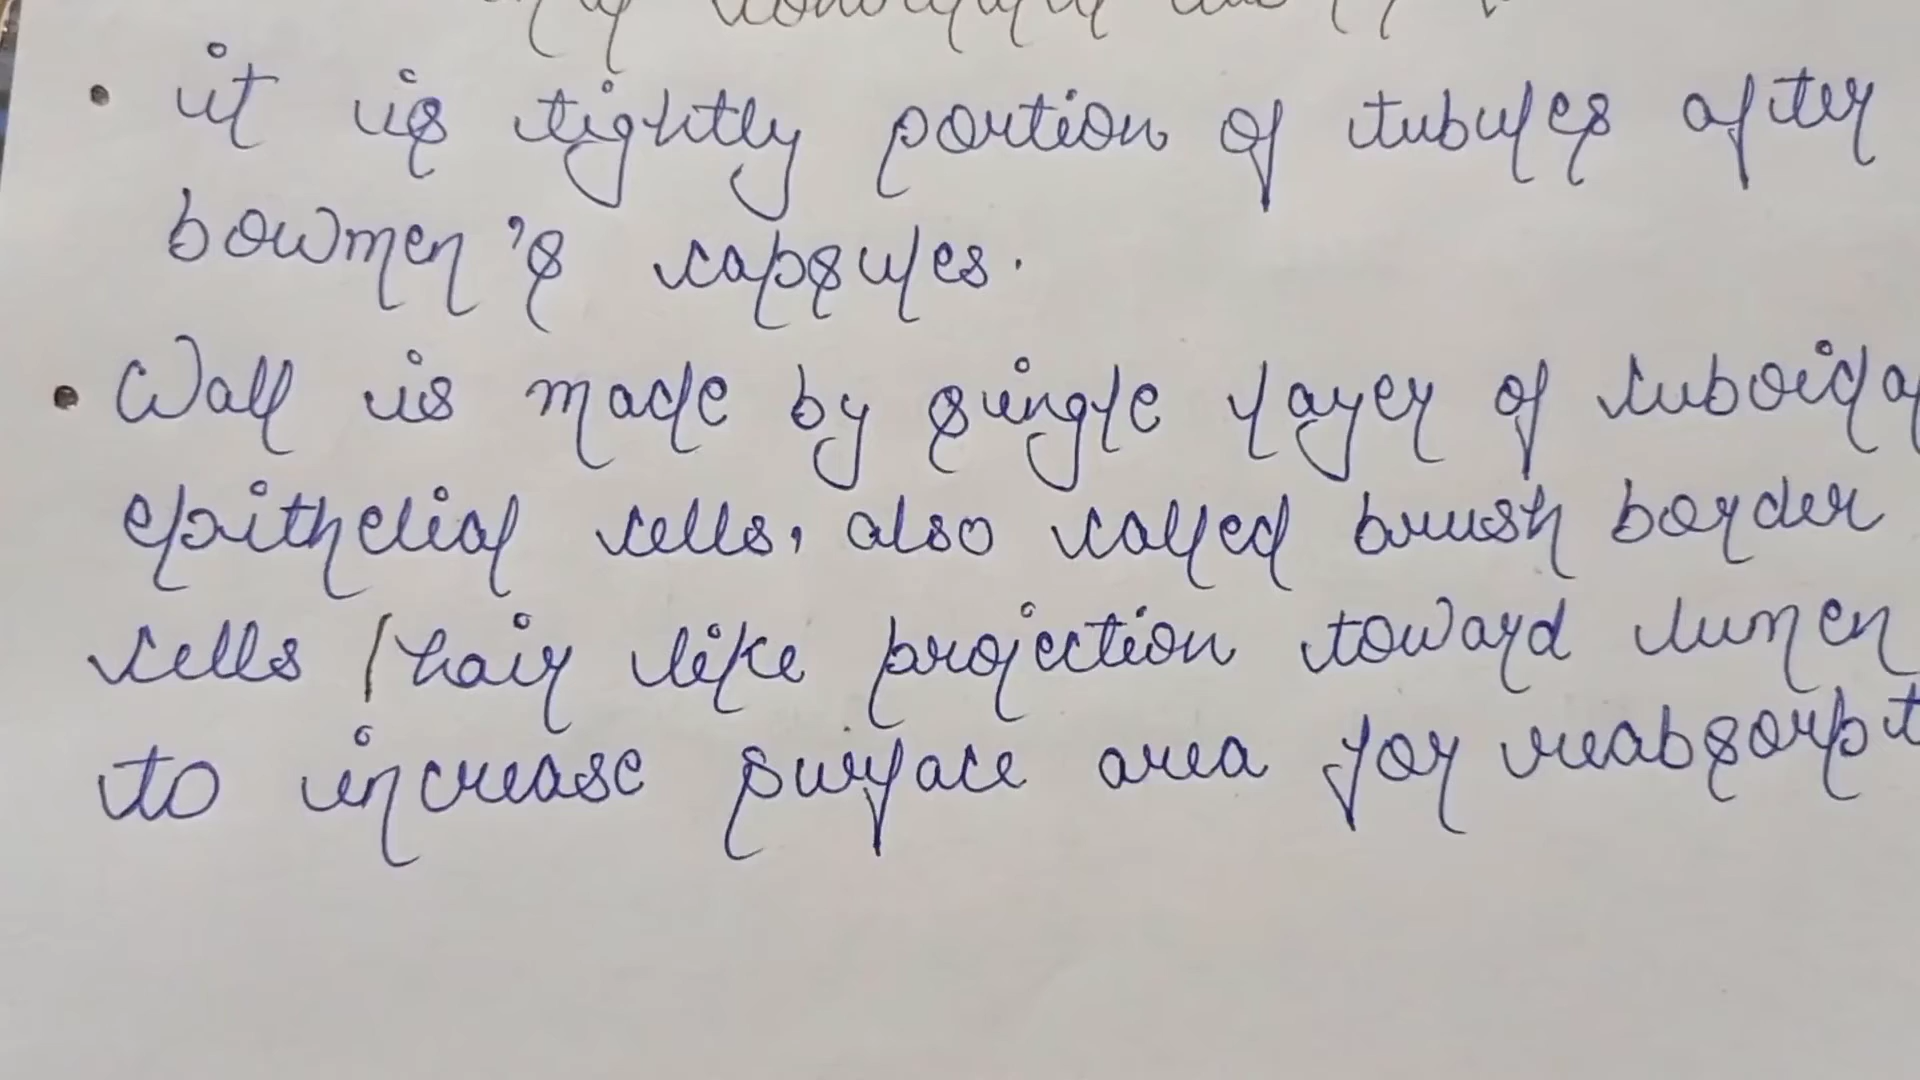 • it is tightly portion of tubules after
bowmen's capsules.
• Wall is made by single layer of cuboida
epithelial cells, also called brush border
cells / hair like projection toward lumen
to increase surface area for reabsorpt